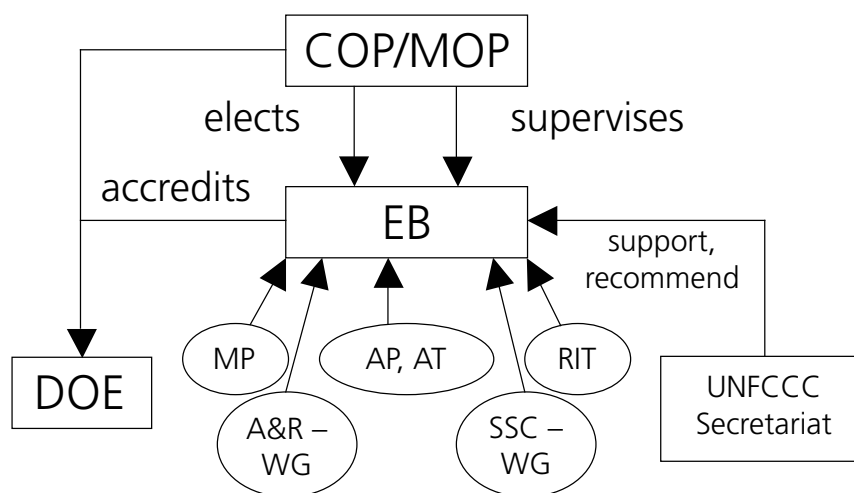 COP/MOP
elects
supervises
accredits
EB
support,
recommend
MP
AP, AT
RIT
DOE
UNFCCC
Secretariat
A&R –
WG
SSC –
WG